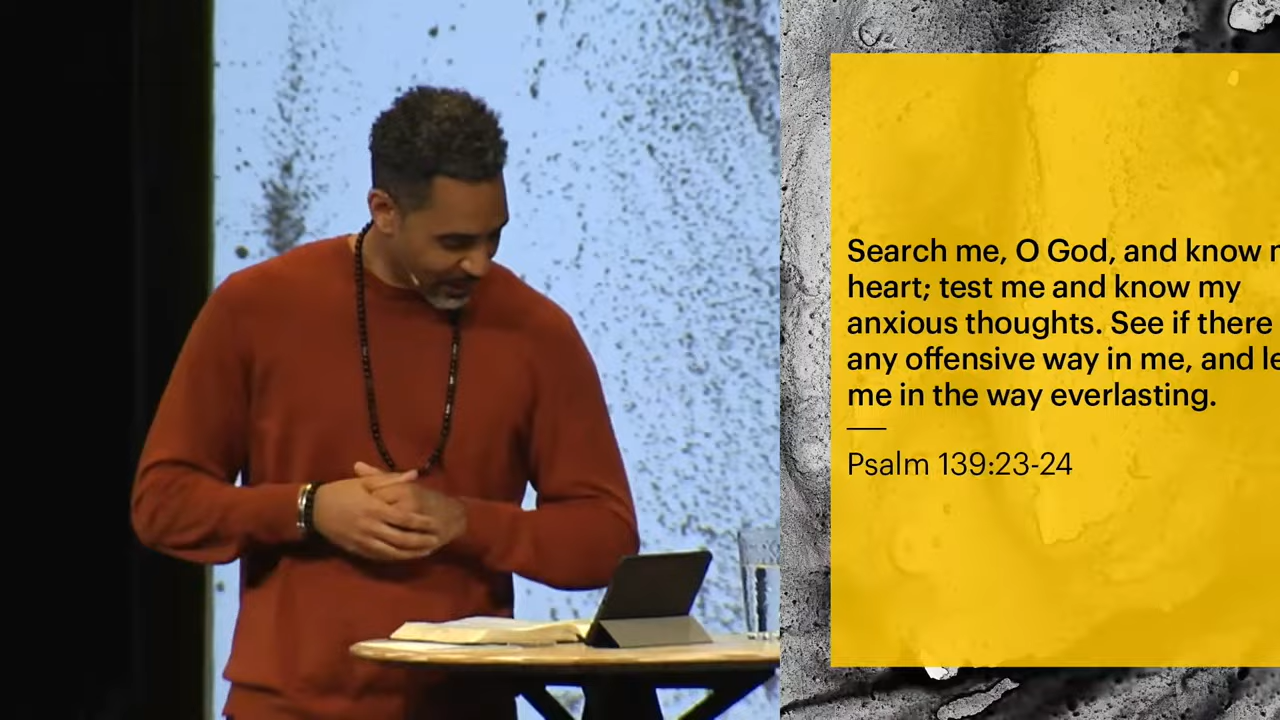 Search me, O God, and know
heart; test me and know my
anxious thoughts. See if there
any offensive way in me, and
me in the way everlasting.
Psalm 139:23-24